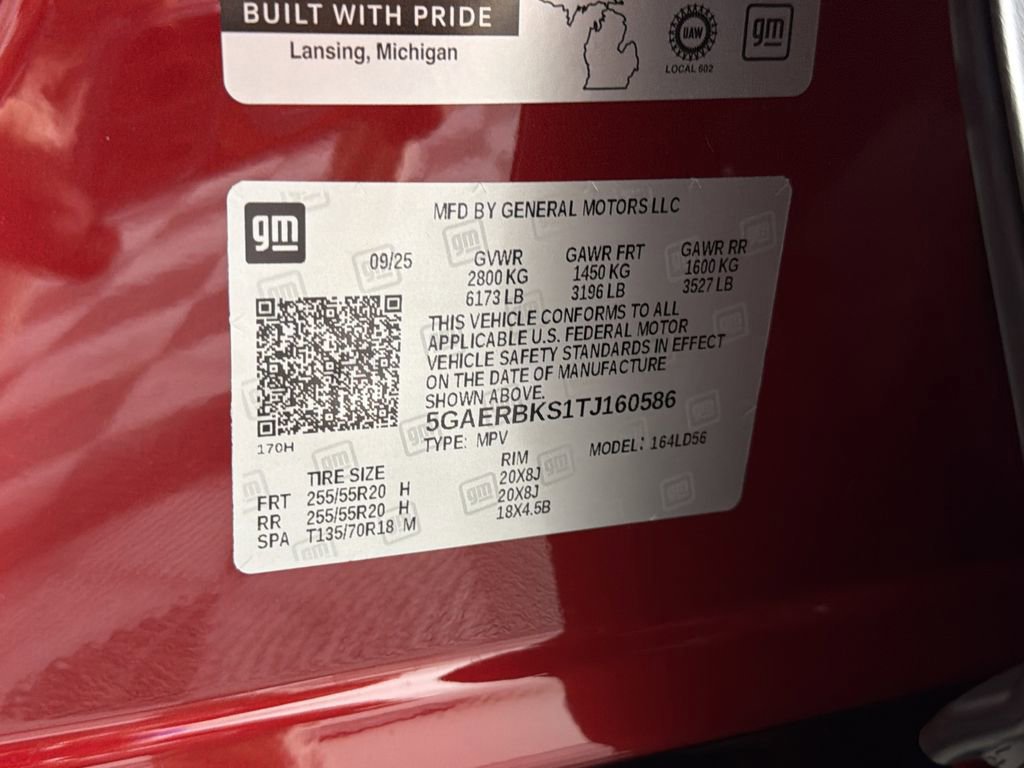 BUILT WITH PRIDE
Lansing, Michigan
UAW
LOCAL 602
gm
gm
MFD BY GENERAL MOTORS LLC
09/25
GVWR GAWR FRT GAWR RR
2800 KG 1450 KG 1600 KG
6173 LB 3196 LB 3527 LB
THIS VEHICLE CONFORMS TO ALL
APPLICABLE U.S. FEDERAL MOTOR
VEHICLE SAFETY STANDARDS IN EFFECT
ON THE DATE OF MANUFACTURE
SHOWN ABOVE.
5GAERBKS1TJ160586
170H
TYPE: MPV MODEL: 164LD56
TIRE SIZE RIM
FRT 255/55R20 H 20X8J
RR 255/55R20 H 20X8J
SPA T135/70R18 M 18X4.5B